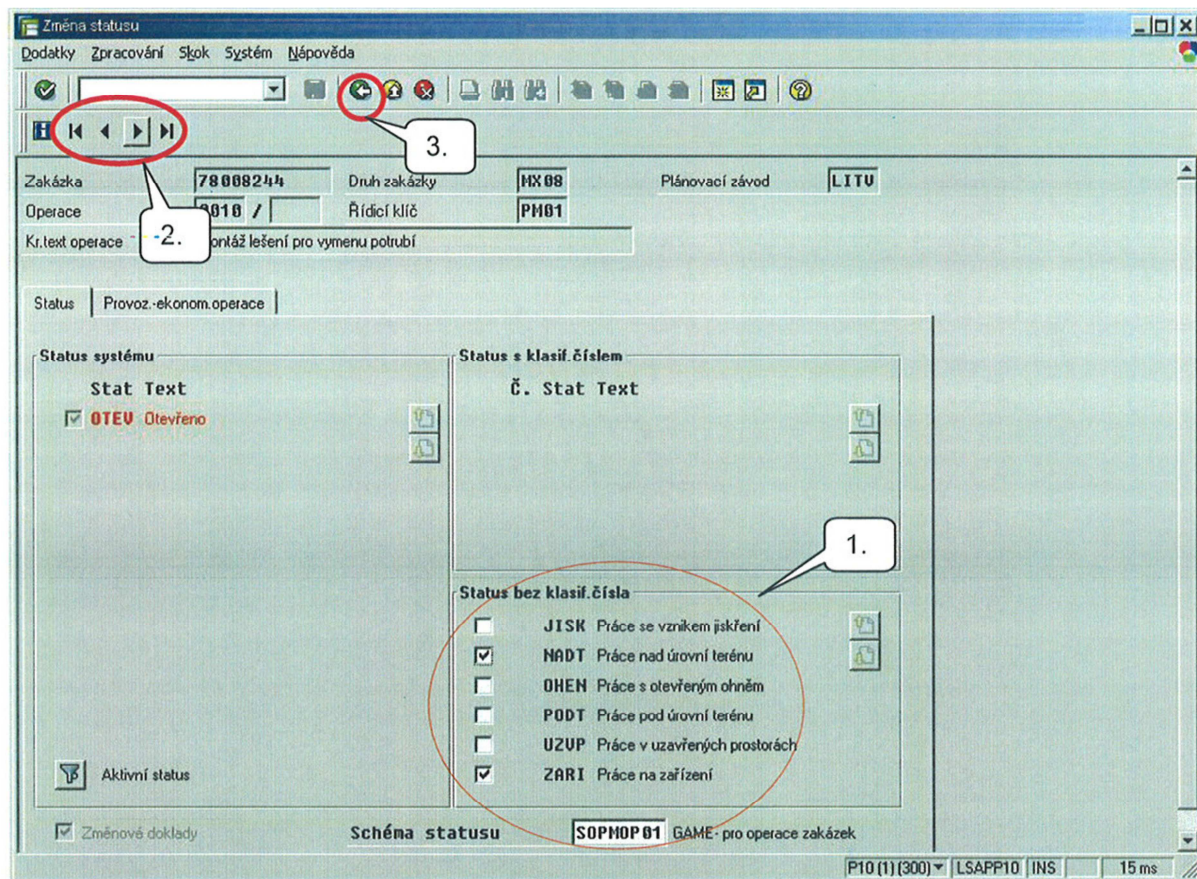 Změna statusu
Dodatky Zpracování Skok Systém Nápověda
3.
Zakázka 78008244 Druh zakázky MX08 Plánovací závod LITV
Operace 0010 / Řídicí klíč PM01
2.
Kr.text operace ontáž lešení pro vymenu potrubí
Status Provoz.-ekonom.operace
Status systému
Stat Text
OTEV Otevřeno
Status s klasif.číslem
Č. Stat Text
1.
Status bez klasif.čísla
JISK Práce se vznikem jiskření
NADT Práce nad úrovní terénu
OHEN Práce s otevřeným ohněm
PODT Práce pod úrovní terénu
UZVP Práce v uzavřených prostorách
ZARI Práce na zařízení
Aktivní status
Změnové doklady Schéma statusu SOPMOP01 GAME- pro operace zakázek
P10 (1) (300) LSAPP10 INS 15 ms